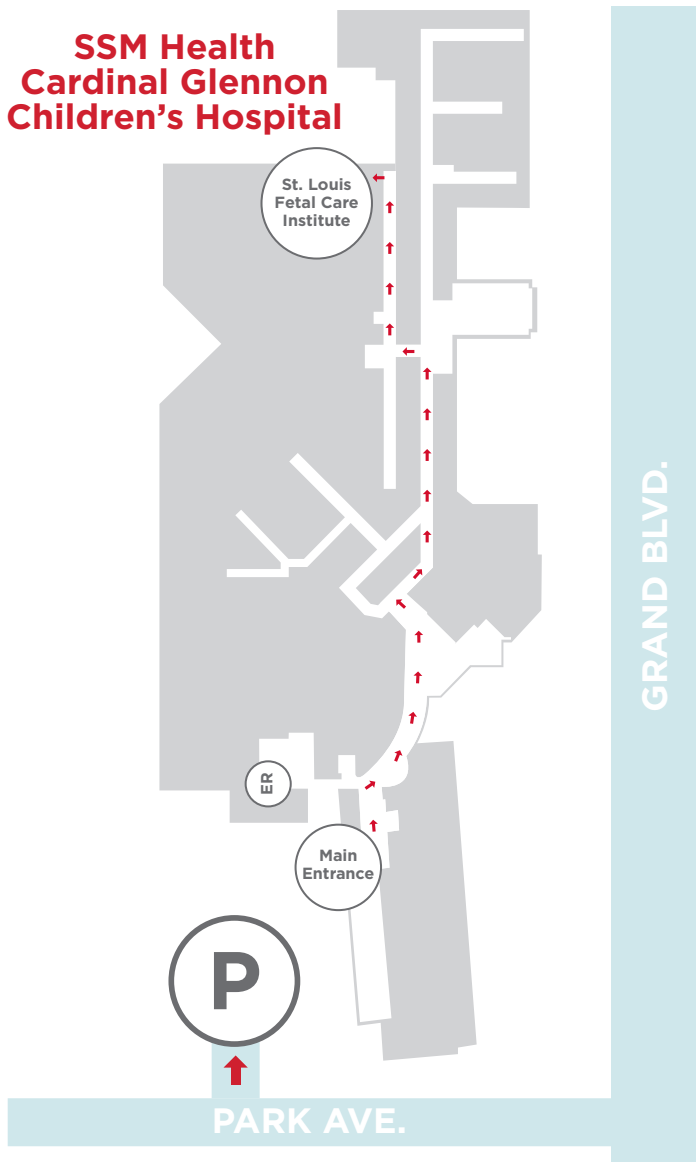 SSM Health
Cardinal Glennon
Children’s Hospital
St. Louis
Fetal Care
Institute
GRAND BLVD.
ER
Main
Entrance
P
PARK AVE.